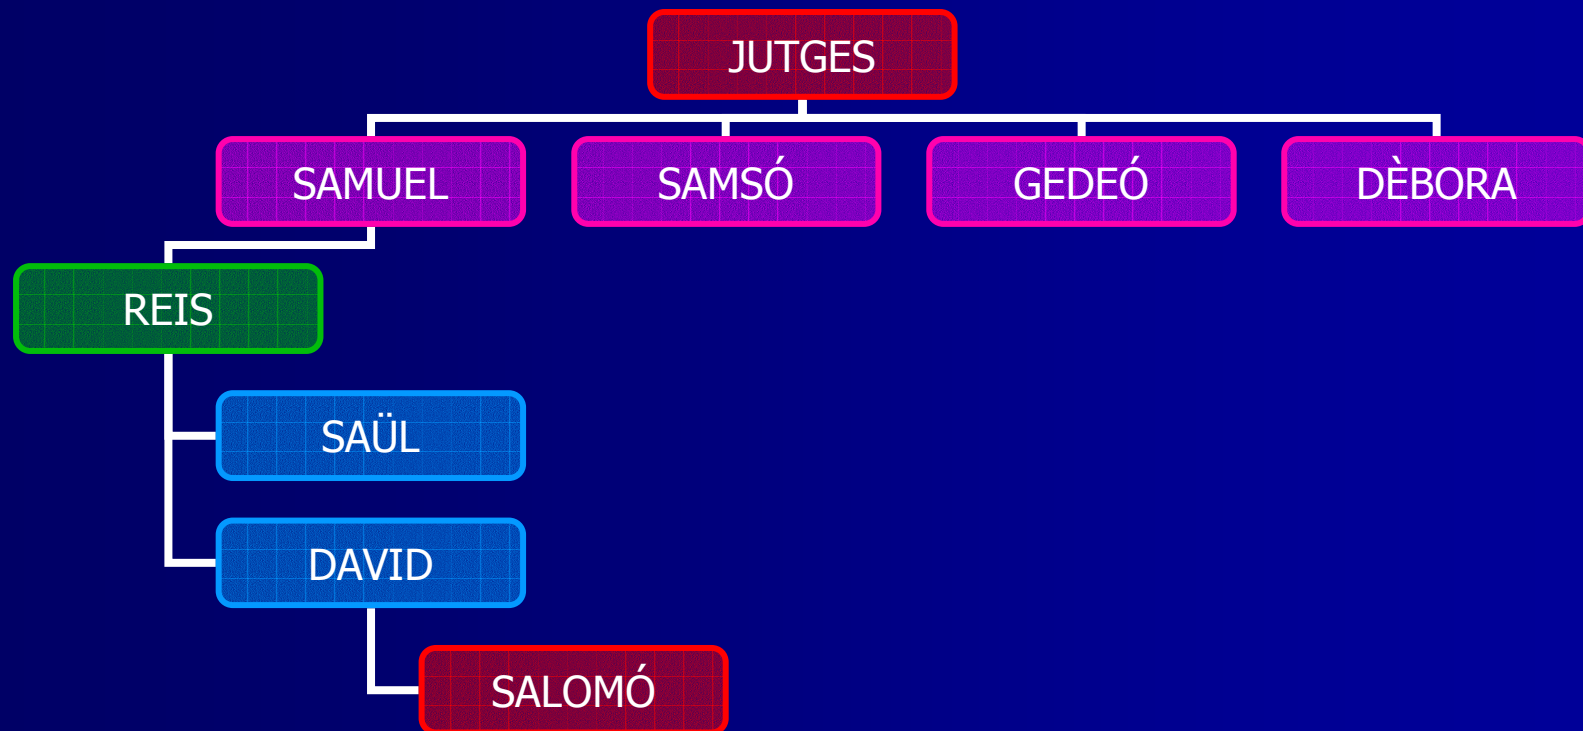 JUTGES
SAMUEL
SAMSÓ
GEDEÓ
DÈBORA
REIS
SAÜL
DAVID
SALOMÓ